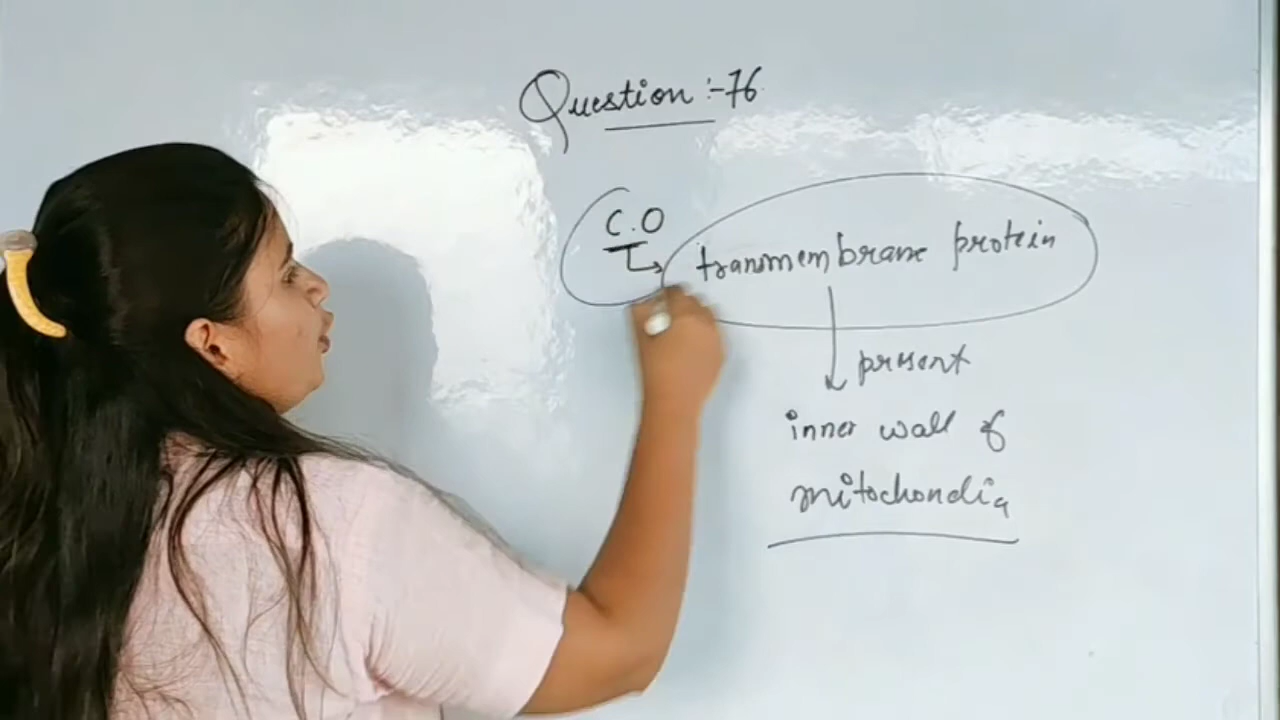 Question :- 76
C.O
transmembrane protein
present
inner wall of
mitochondia